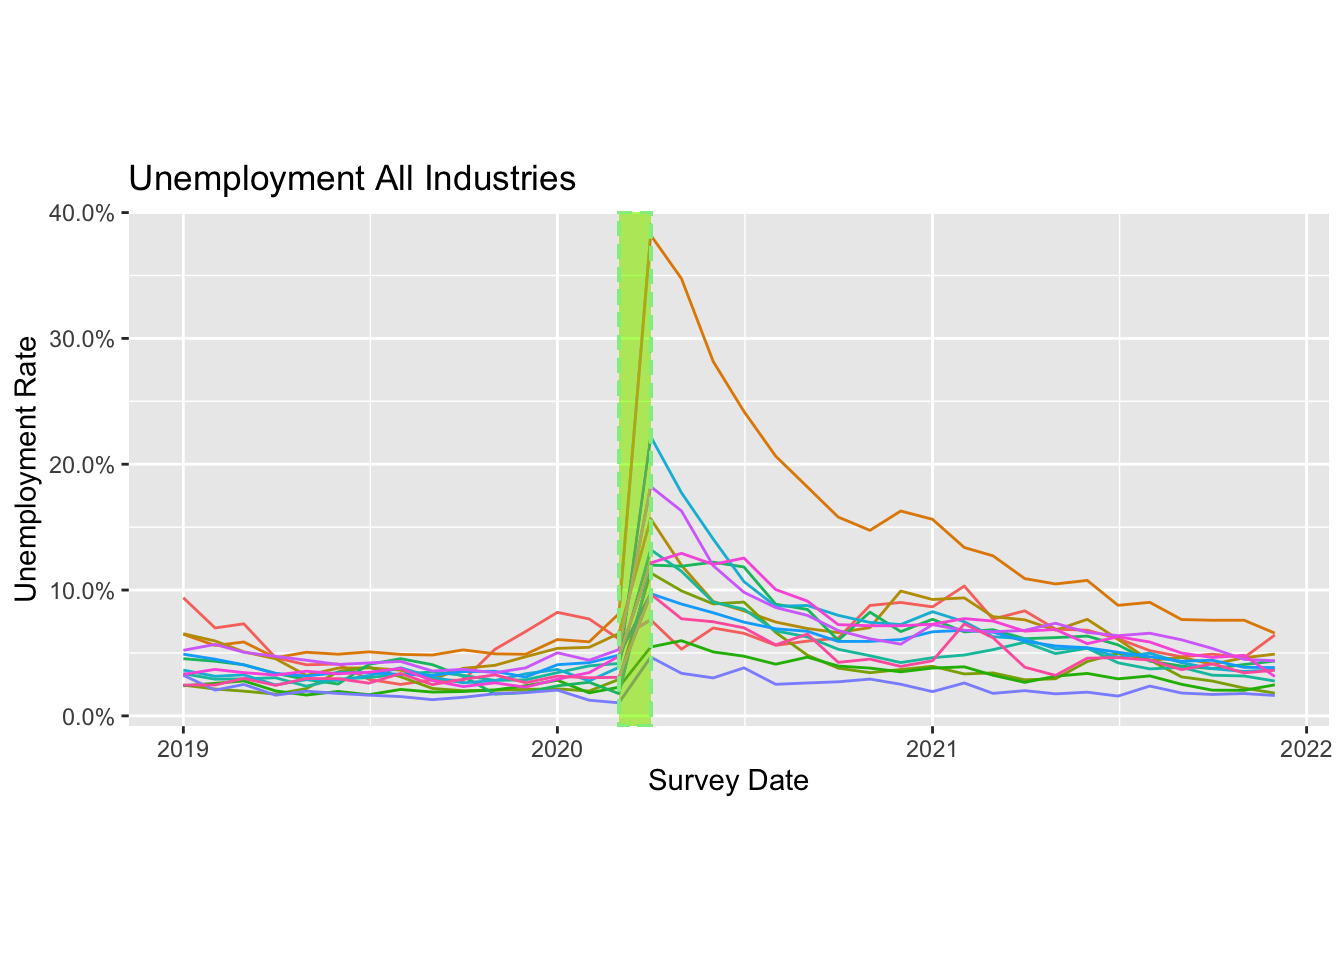 Unemployment All Industries
40.0%
30.0%
20.0%
10.0%
0.0%
Unemployment Rate
2019 2020 2021 2022
Survey Date